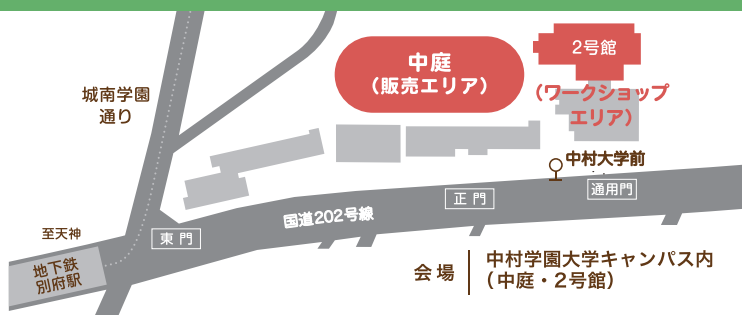 中庭
（販売エリア）
2号館
（ワークショップ
エリア）
城南学園
通り
中村大学前
通用門
正門
国道202号線
東門
至天神
地下鉄
別府駅
会場
中村学園大学キャンパス内
（中庭・2号館）